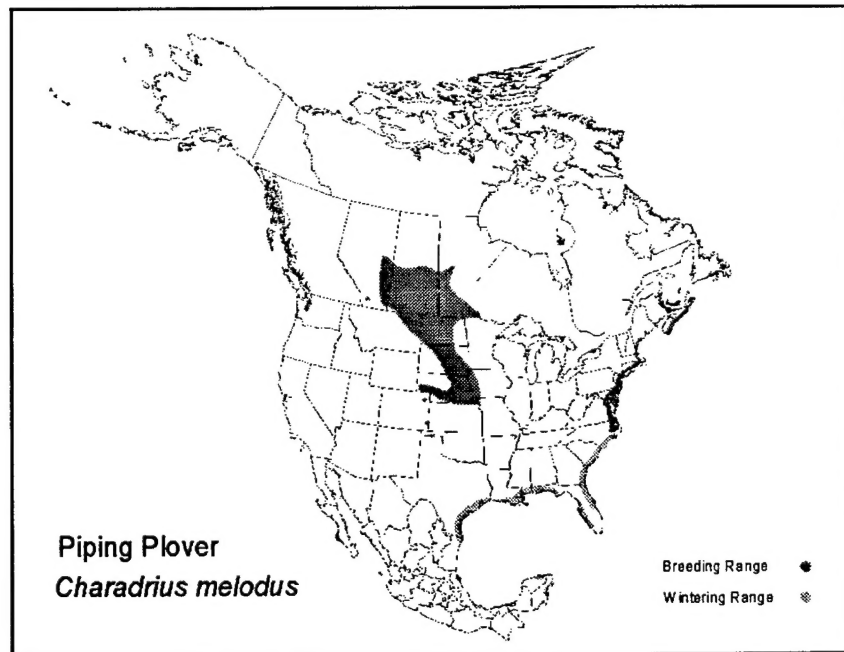 Piping Plover
Charadrius melodus
Breeding Range
Wintering Range